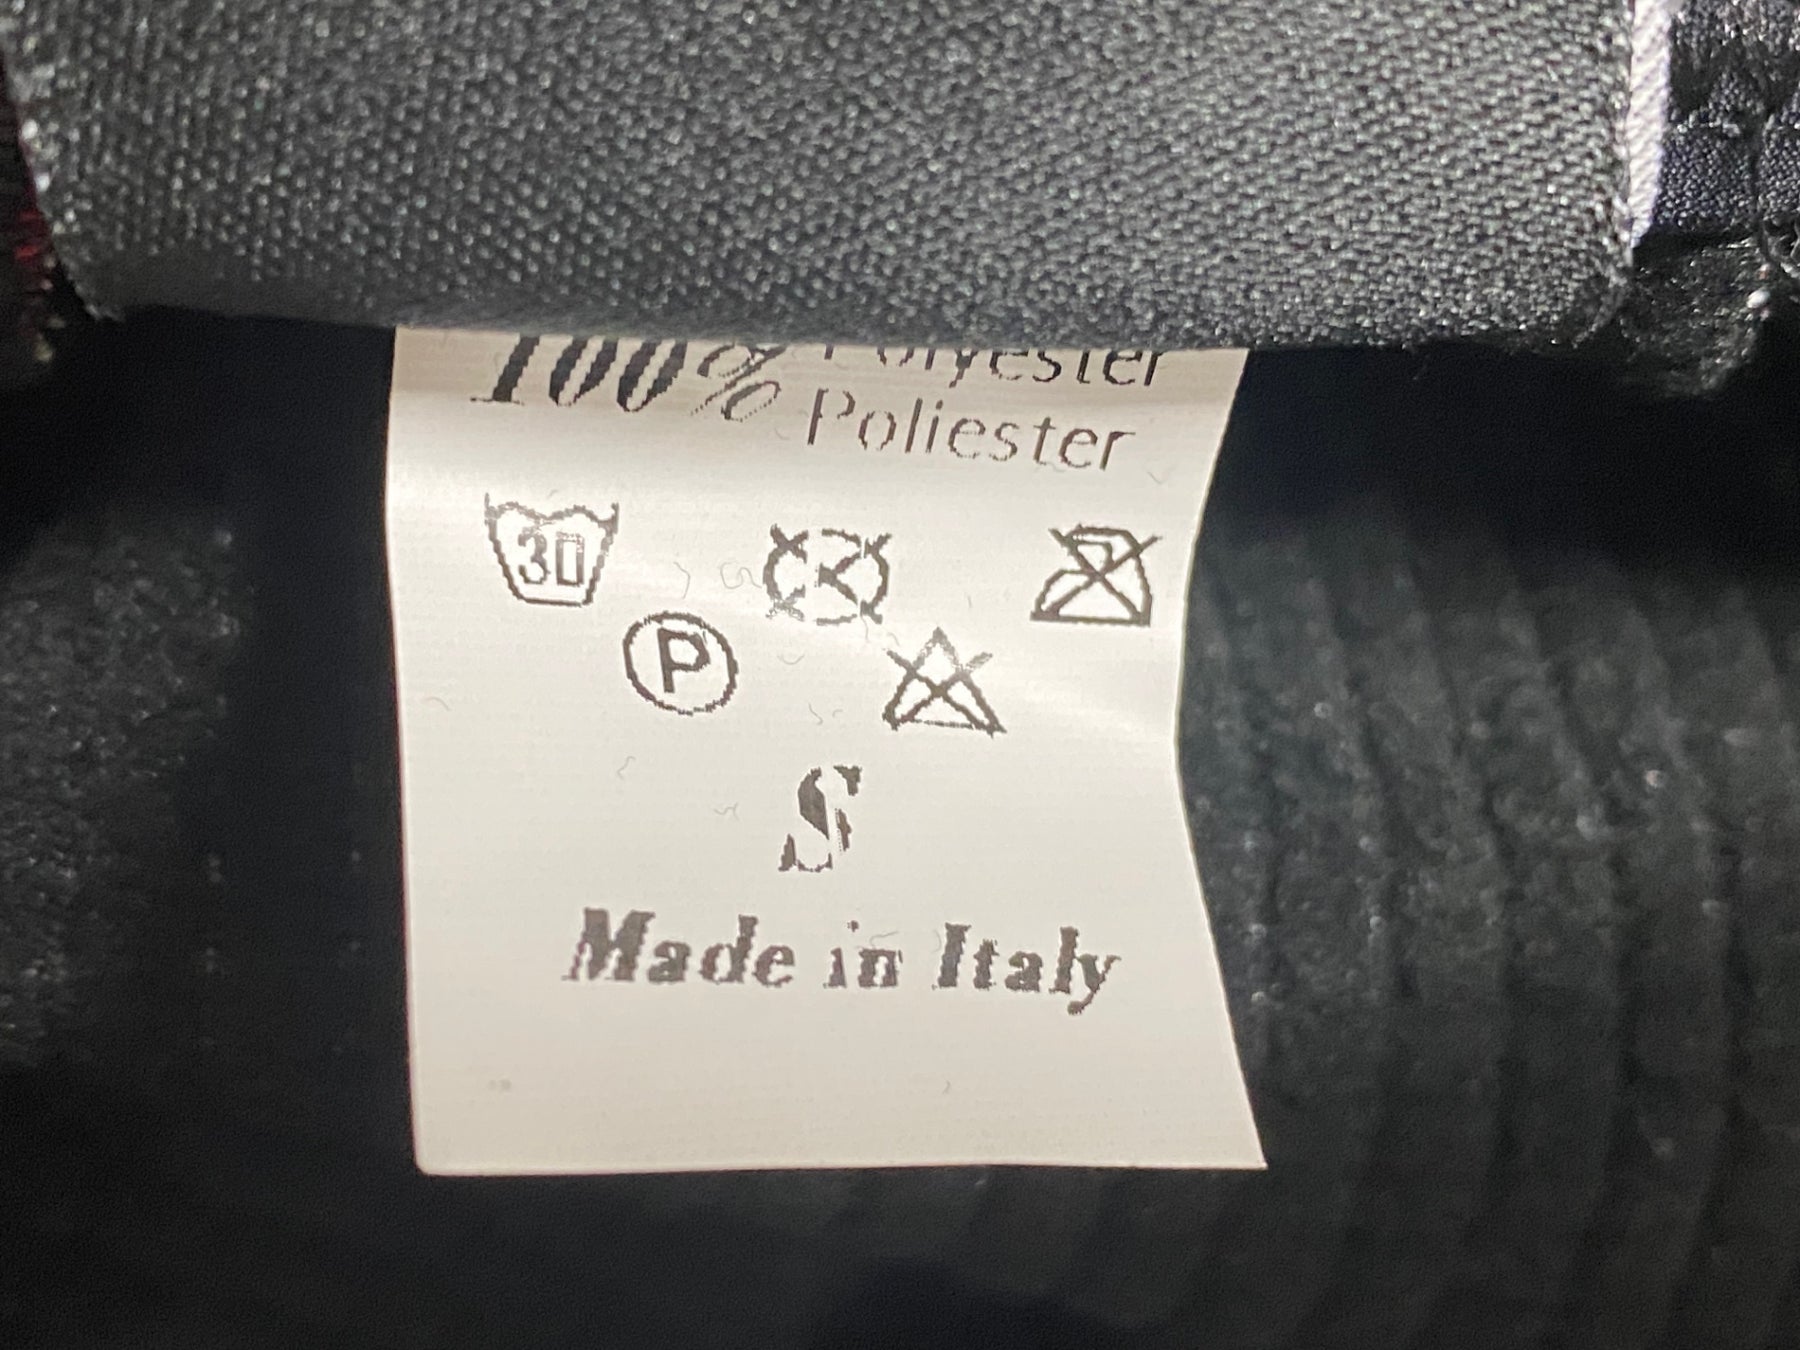 100% Polyester
Poliester
30
P
S
Made in Italy